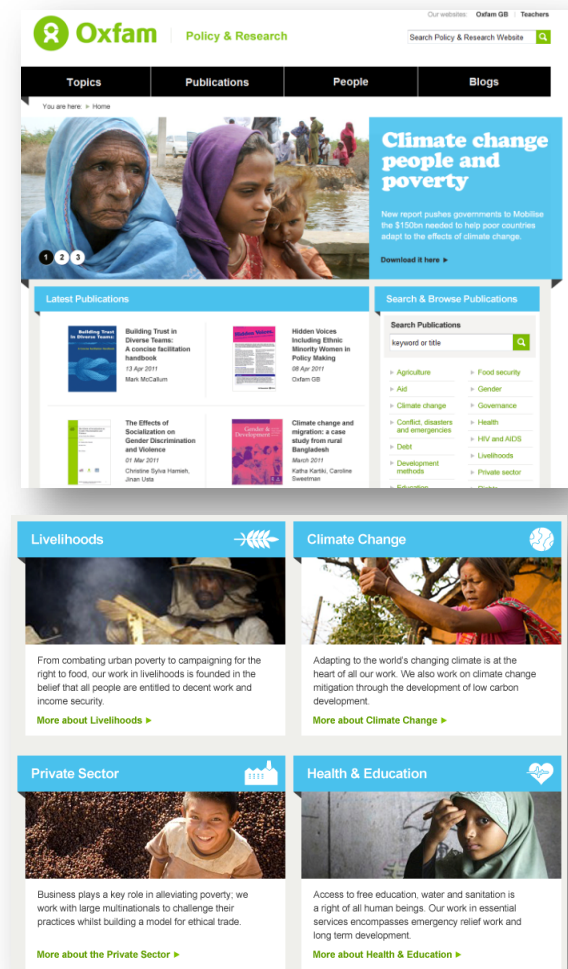 Our websites: Oxfam GB | Teachers
Oxfam
Policy & Research
Search Policy & Research Website
Topics
Publications
People
Blogs
You are here: ▶ Home
Climate change
people and
poverty
New report pushes governments to Mobilise
the $150bn needed to help poor countries
adapt to the effects of climate change.
Download it here ▶
1 2 3
Latest Publications
Building Trust
in Diverse Teams:
Building Trust in
Diverse Teams:
A concise facilitation
handbook
13 Apr 2011
Mark McCallum
Hidden Voices
Hidden Voices
Including Ethnic
Minority Women in
Policy Making
08 Apr 2011
Oxfam GB
The Effects of
Socialization on
Gender Discrimination
and Violence
01 Mar 2011
Christine Sylva Hamieh,
Jinan Usta
Gender &
Development
Climate change and
migration: a case
study from rural
Bangladesh
March 2011
Katha Kartiki, Caroline
Sweetman
Search & Browse Publications
Search Publications
keyword or title
Agriculture
Aid
Climate change
Conflict, disasters
and emergencies
Debt
Development
methods
Education
Food security
Gender
Governance
Health
HIV and AIDS
Livelihoods
Private sector
Rights
Livelihoods
From combating urban poverty to campaigning for the
right to food, our work in livelihoods is founded in the
belief that all people are entitled to decent work and
income security.
More about Livelihoods ▶
Climate Change
Adapting to the world's changing climate is at the
heart of all our work. We also work on climate change
mitigation through the development of low carbon
development.
More about Climate Change ▶
Private Sector
Business plays a key role in alleviating poverty; we
work with large multinationals to challenge their
practices whilst building a model for ethical trade.
More about the Private Sector ▶
Health & Education
Access to free education, water and sanitation is
a right of all human beings. Our work in essential
services encompasses emergency relief work and
long term development.
More about Health & Education ▶